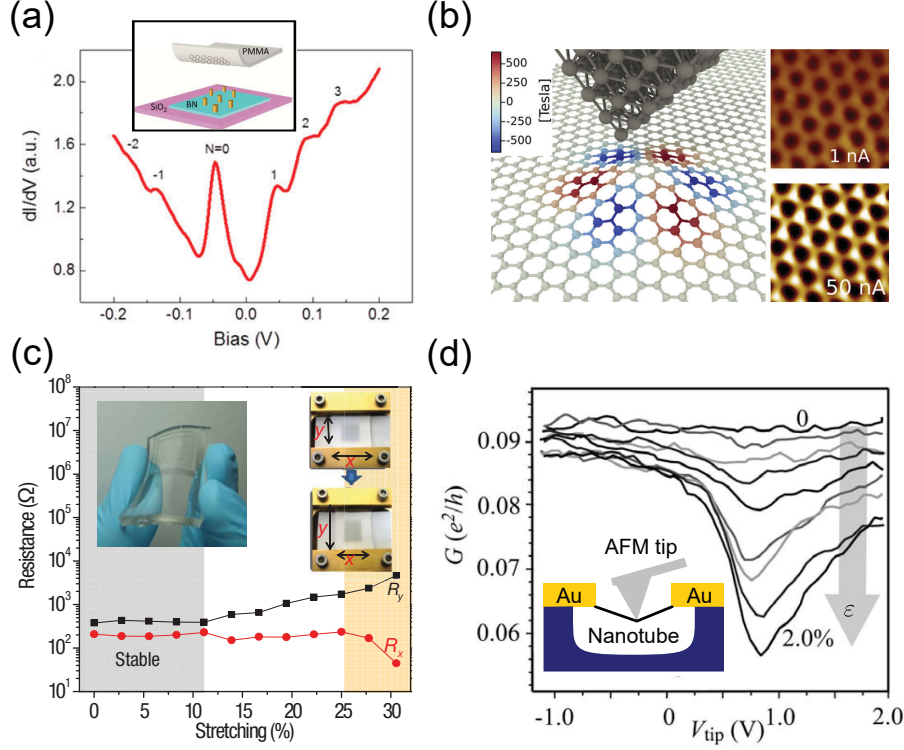 (a)
PMMA
SiO2
BN
2.0
1.6
1.2
0.8
dI/dV (a.u.)
-2
-1
N=0
1
2
3
-0.2
-0.1
0.0
0.1
0.2
Bias (V)
(b)
500
250
0
-250
-500
[Tesla]
1 nA
50 nA
(c)
10^8
10^7
10^6
10^5
10^4
10^3
10^2
10^1
Resistance (Ω)
y
x
y
x
Ry
Rx
Stable
0
5
10
15
20
25
30
Stretching (%)
(d)
0.09
0.08
0.07
0.06
G (e²/h)
0
AFM tip
Au
Au
Nanotube
ε
2.0%
-1.0
0
1.0
2.0
Vtip (V)